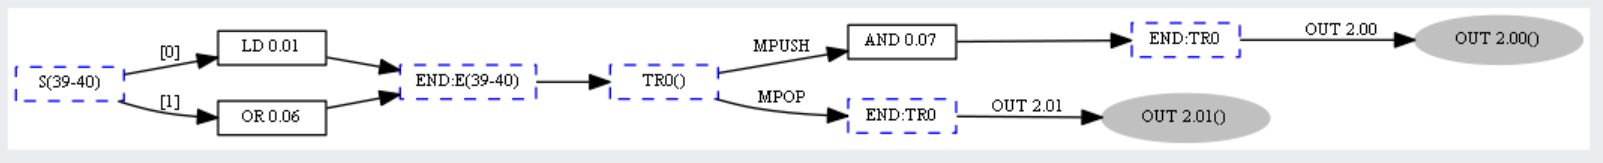 S(39-40)
[0]
[1]
LD 0.01
OR 0.06
END:E(39-40)
TR0()
MPUSH
MPOP
AND 0.07
END:TR0
OUT 2.00
OUT 2.00()
END:TR0
OUT 2.01
OUT 2.01()